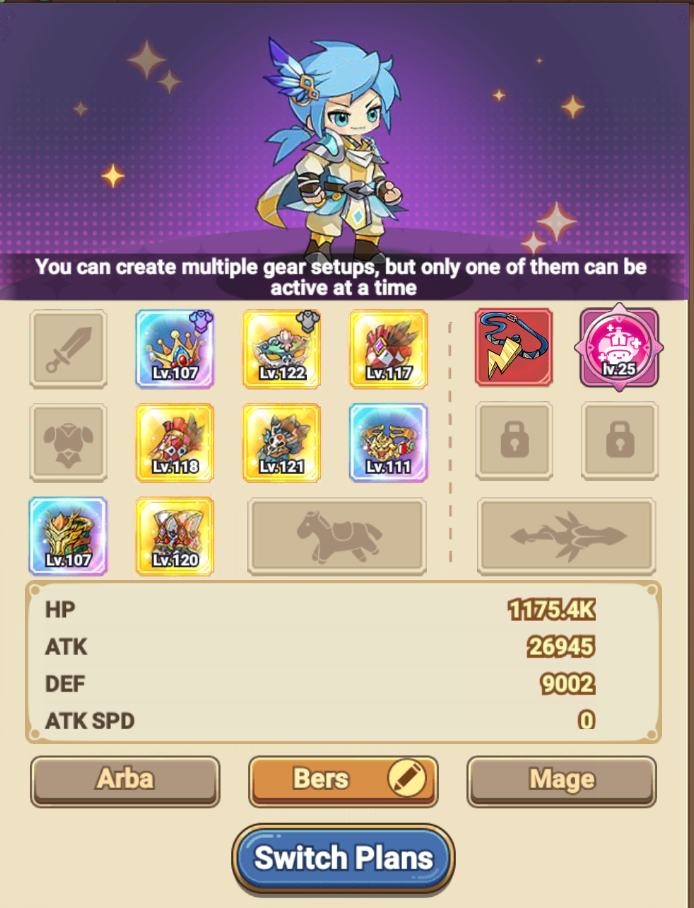 You can create multiple gear setups, but only one of them can be
active at a time
Lv.107
Lv.122
Lv.117
lv.25
Lv.118
Lv.121
Lv.111
Lv.107
Lv.120
HP 1175.4K
ATK 26945
DEF 9002
ATK SPD 0
Arba
Bers
Mage
Switch Plans